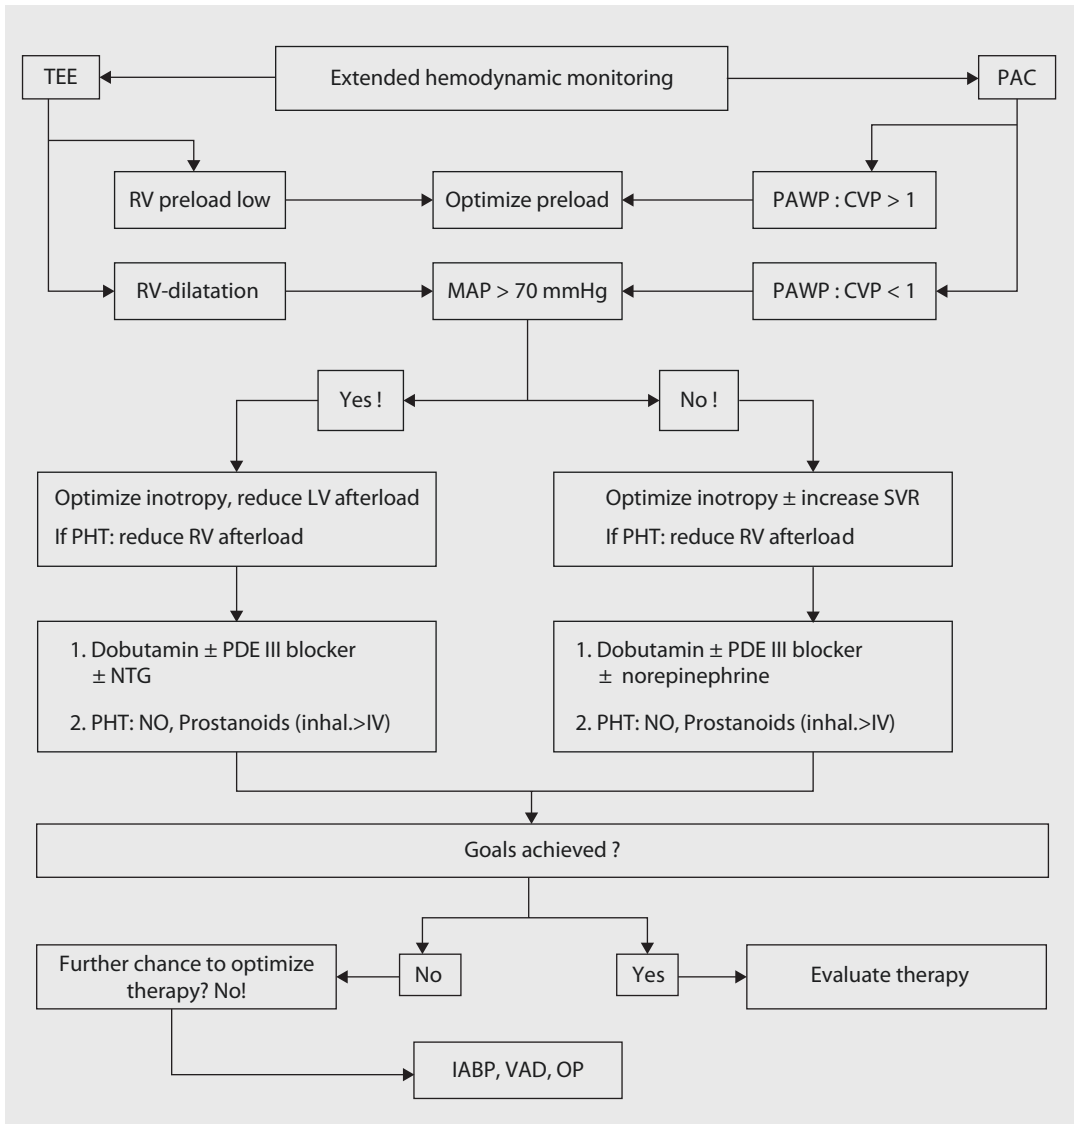 TEE
Extended hemodynamic monitoring
PAC
RV preload low
Optimize preload
PAWP : CVP > 1
RV-dilatation
MAP > 70 mmHg
PAWP : CVP < 1
Yes !
No !
Optimize inotropy, reduce LV afterload
If PHT: reduce RV afterload
Optimize inotropy ± increase SVR
If PHT: reduce RV afterload
1. Dobutamin ± PDE III blocker
± NTG
2. PHT: NO, Prostanoids (inhal.>IV)
1. Dobutamin ± PDE III blocker
± norepinephrine
2. PHT: NO, Prostanoids (inhal.>IV)
Goals achieved ?
Further chance to optimize
therapy? No!
No
Yes
Evaluate therapy
IABP, VAD, OP